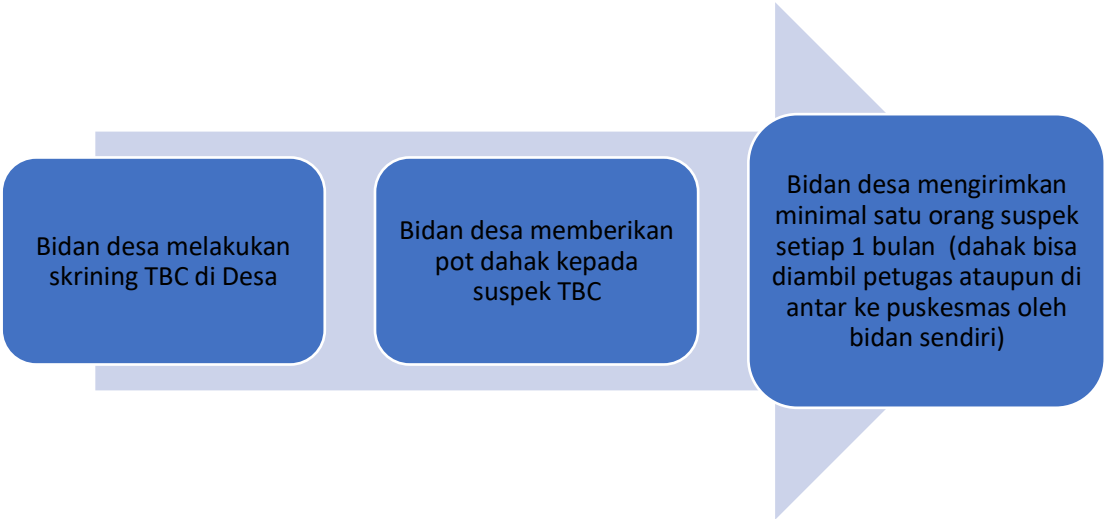 Bidan desa melakukan
skrining TBC di Desa
Bidan desa memberikan
pot dahak kepada
suspek TBC
Bidan desa mengirimkan
minimal satu orang suspek
setiap 1 bulan  (dahak bisa
diambil petugas ataupun di
antar ke puskesmas oleh
bidan sendiri)